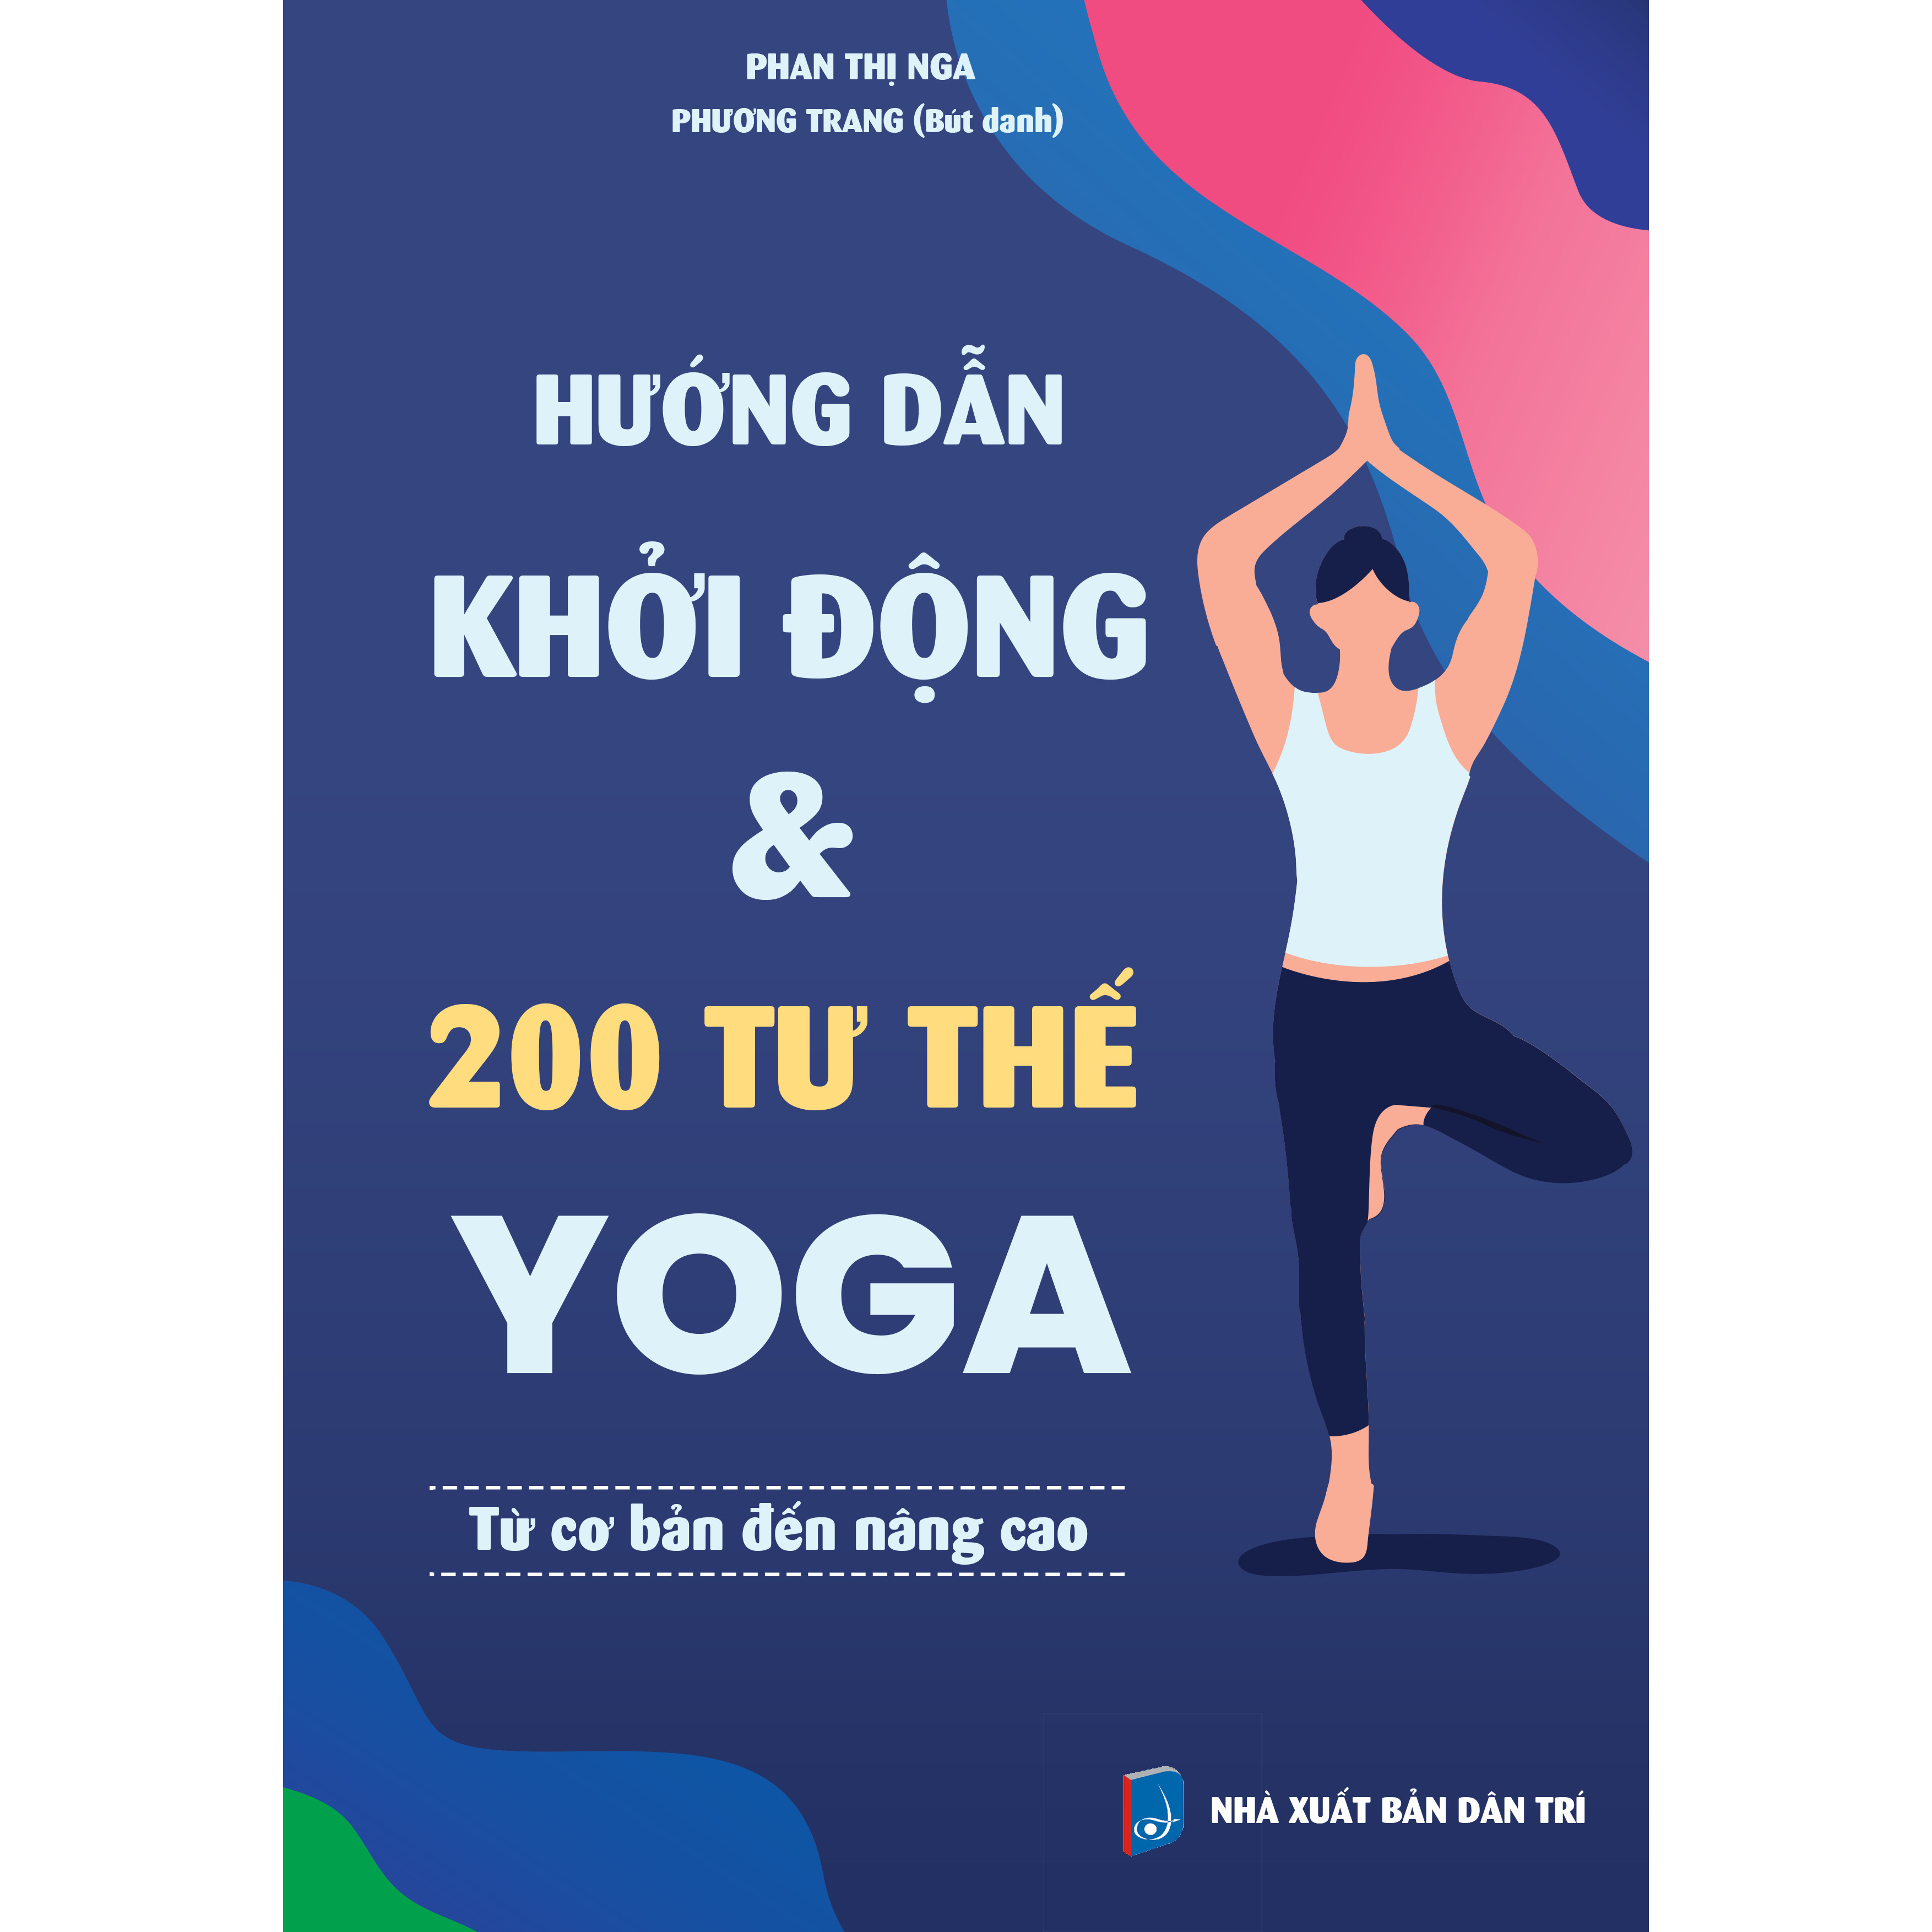 PHAN THỊ NGA
PHƯƠNG TRANG (Bút danh)
HƯỚNG DẪN
KHỞI ĐỘNG
&
200 TƯ THẾ
YOGA
Từ cơ bản đến nâng cao
NHÀ XUẤT BẢN DÂN TRÍ